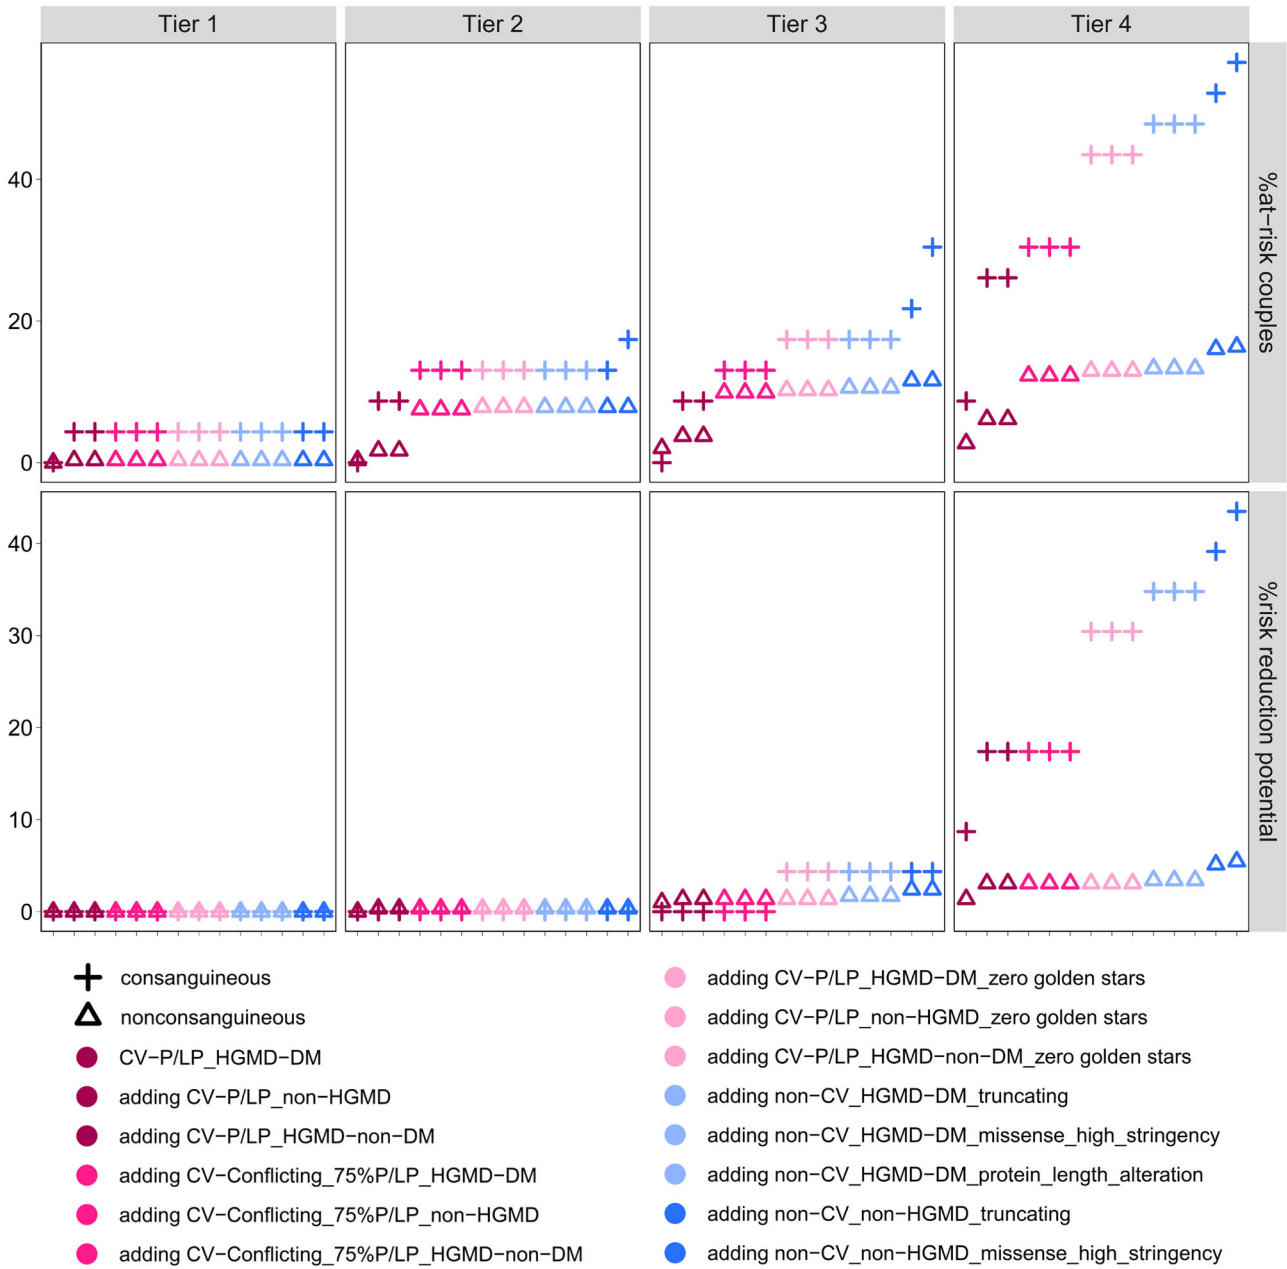 Tier 1
Tier 2
Tier 3
Tier 4
40
20
0
%at−risk couples
40
30
20
10
0
%risk reduction potential
consanguineous
nonconsanguineous
CV−P/LP_HGMD−DM
adding CV−P/LP_non−HGMD
adding CV−P/LP_HGMD−non−DM
adding CV−Conflicting_75%P/LP_HGMD−DM
adding CV−Conflicting_75%P/LP_non−HGMD
adding CV−Conflicting_75%P/LP_HGMD−non−DM
adding CV−P/LP_HGMD−DM_zero golden stars
adding CV−P/LP_non−HGMD_zero golden stars
adding CV−P/LP_HGMD−non−DM_zero golden stars
adding non−CV_HGMD−DM_truncating
adding non−CV_HGMD−DM_missense_high_stringency
adding non−CV_HGMD−DM_protein_length_alteration
adding non−CV_non−HGMD_truncating
adding non−CV_non−HGMD_missense_high_stringency